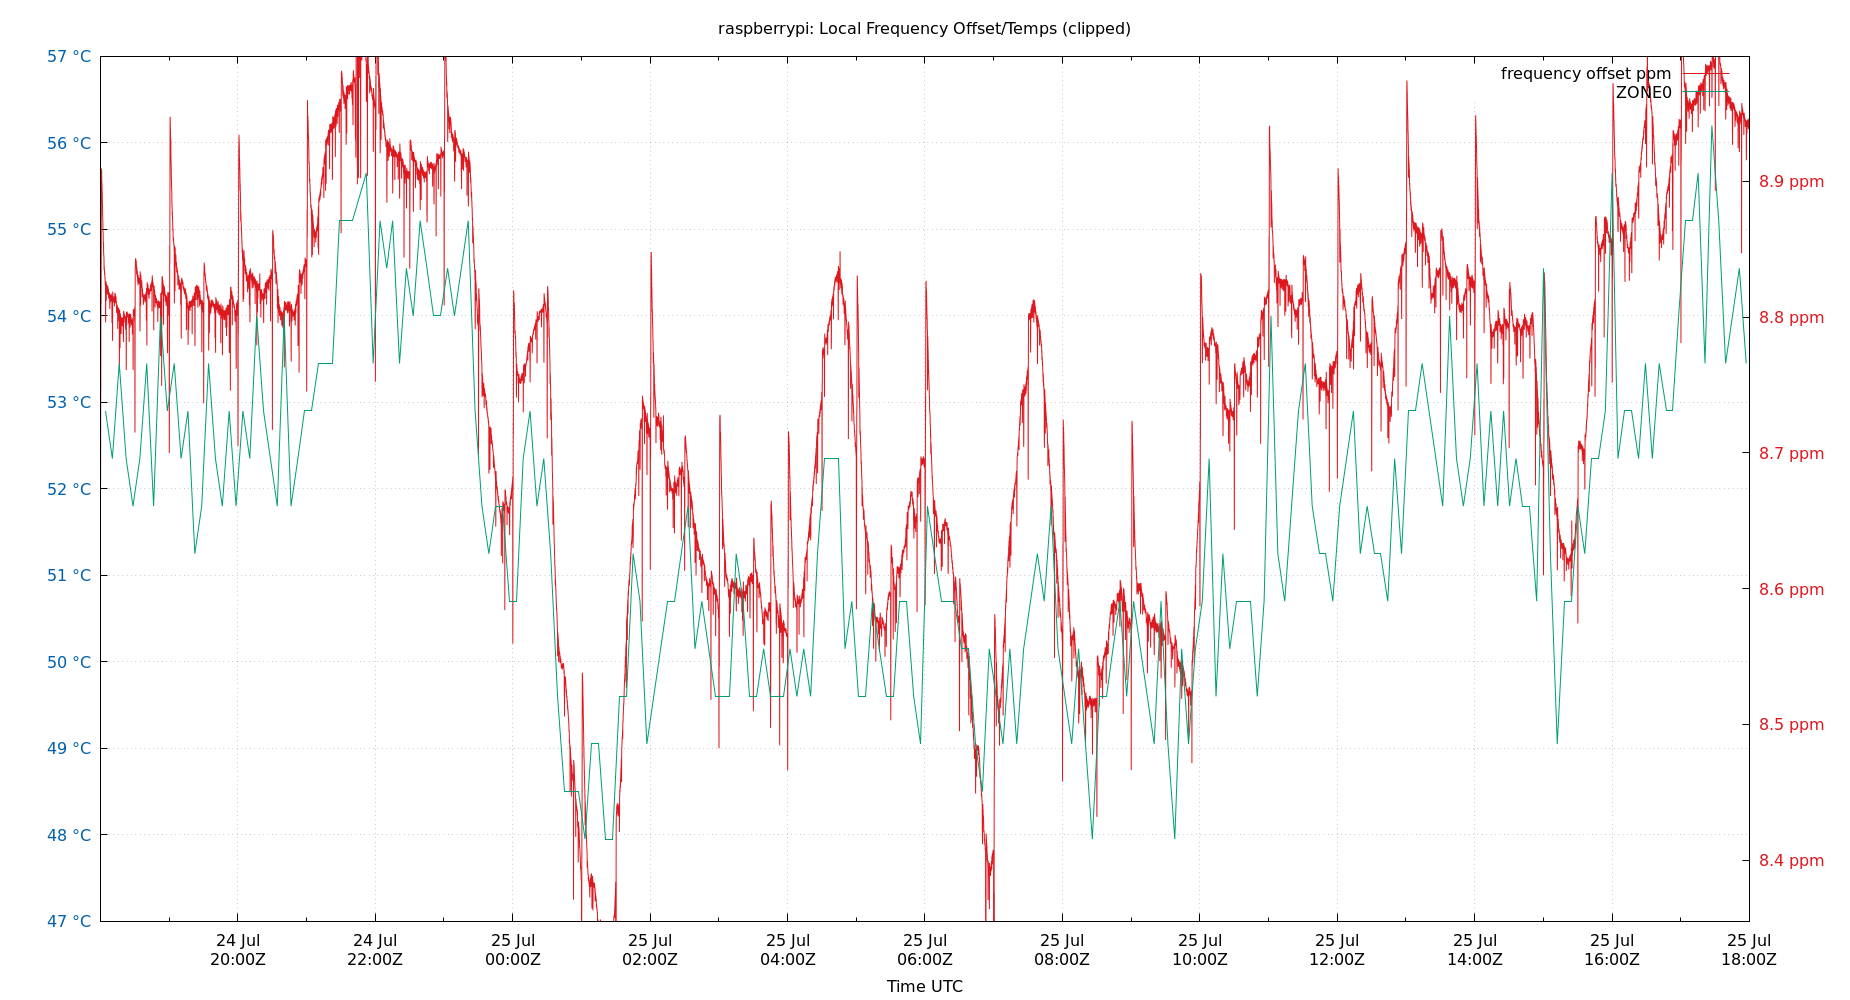 raspberrypi: Local Frequency Offset/Temps (clipped)
57 °C
56 °C
55 °C
54 °C
53 °C
52 °C
51 °C
50 °C
49 °C
48 °C
47 °C
frequency offset ppm
ZONE0
8.9 ppm
8.8 ppm
8.7 ppm
8.6 ppm
8.5 ppm
8.4 ppm
24 Jul 24 Jul 25 Jul 25 Jul 25 Jul 25 Jul 25 Jul 25 Jul 25 Jul 25 Jul 25 Jul 25 Jul
20:00Z 22:00Z 00:00Z 02:00Z 04:00Z 06:00Z 08:00Z 10:00Z 12:00Z 14:00Z 16:00Z 18:00Z
Time UTC